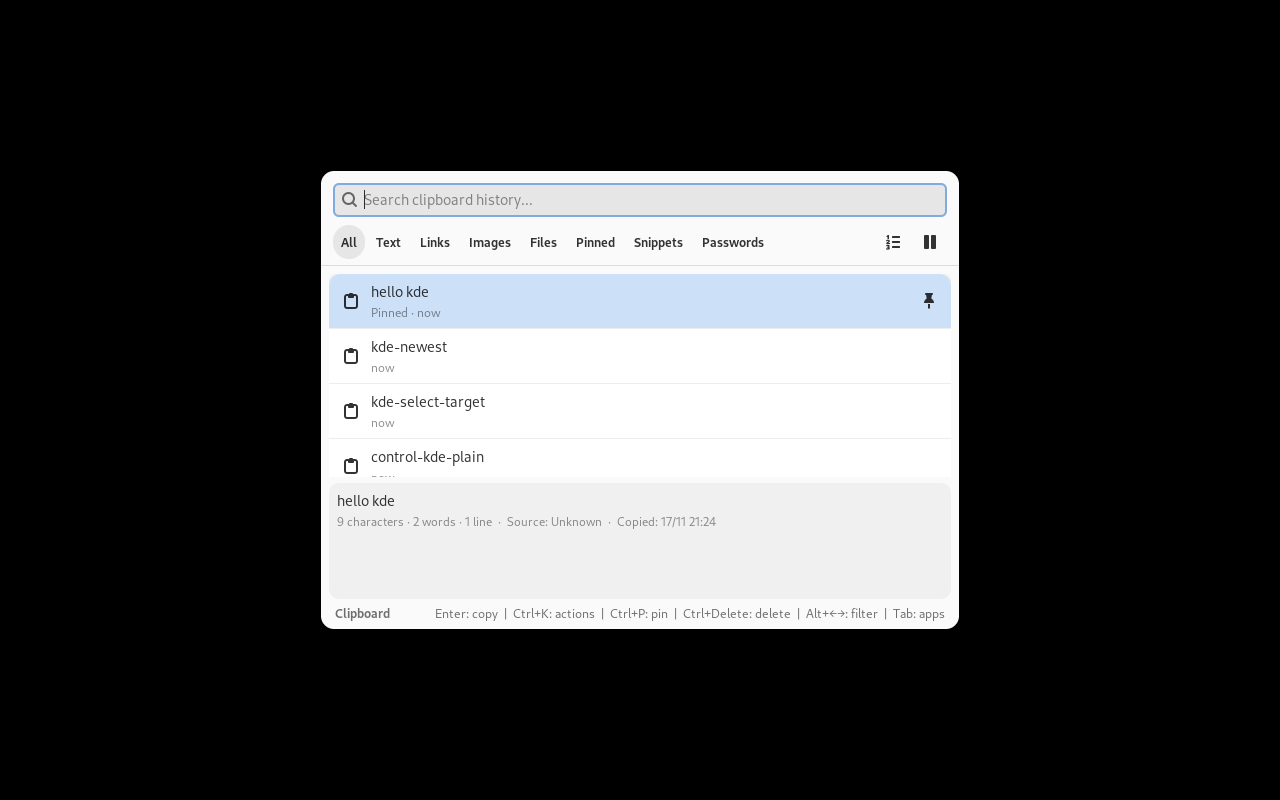 Search clipboard history...
All Text Links Images Files Pinned Snippets Passwords
hello kde
Pinned · now
kde-newest
now
kde-select-target
now
control-kde-plain
now
hello kde
9 characters · 2 words · 1 line · Source: Unknown · Copied: 17/11 21:24
Clipboard Enter: copy | Ctrl+K: actions | Ctrl+P: pin | Ctrl+Delete: delete | Alt+←→: filter | Tab: apps